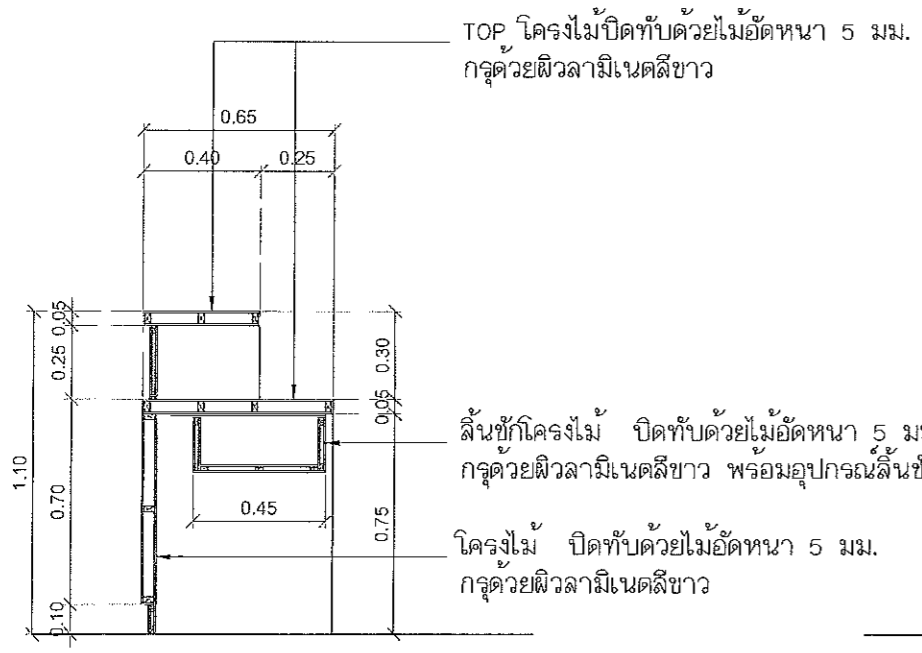 TOP โครงไม้ปิดทับด้วยไม้อัดหนา 5 มม.
กรุด้วยผิวลามิเนตสีขาว
0.65
0.40 0.25
0.05
0.25
0.30
0.05
1.10
0.70
0.75
0.10
0.45
ลิ้นชักโครงไม้ ปิดทับด้วยไม้อัดหนา 5
กรุด้วยผิวลามิเนตสีขาว พร้อมอุปกรณ์
โครงไม้ ปิดทับด้วยไม้อัดหนา 5 มม.
กรุด้วยผิวลามิเนตสีขาว